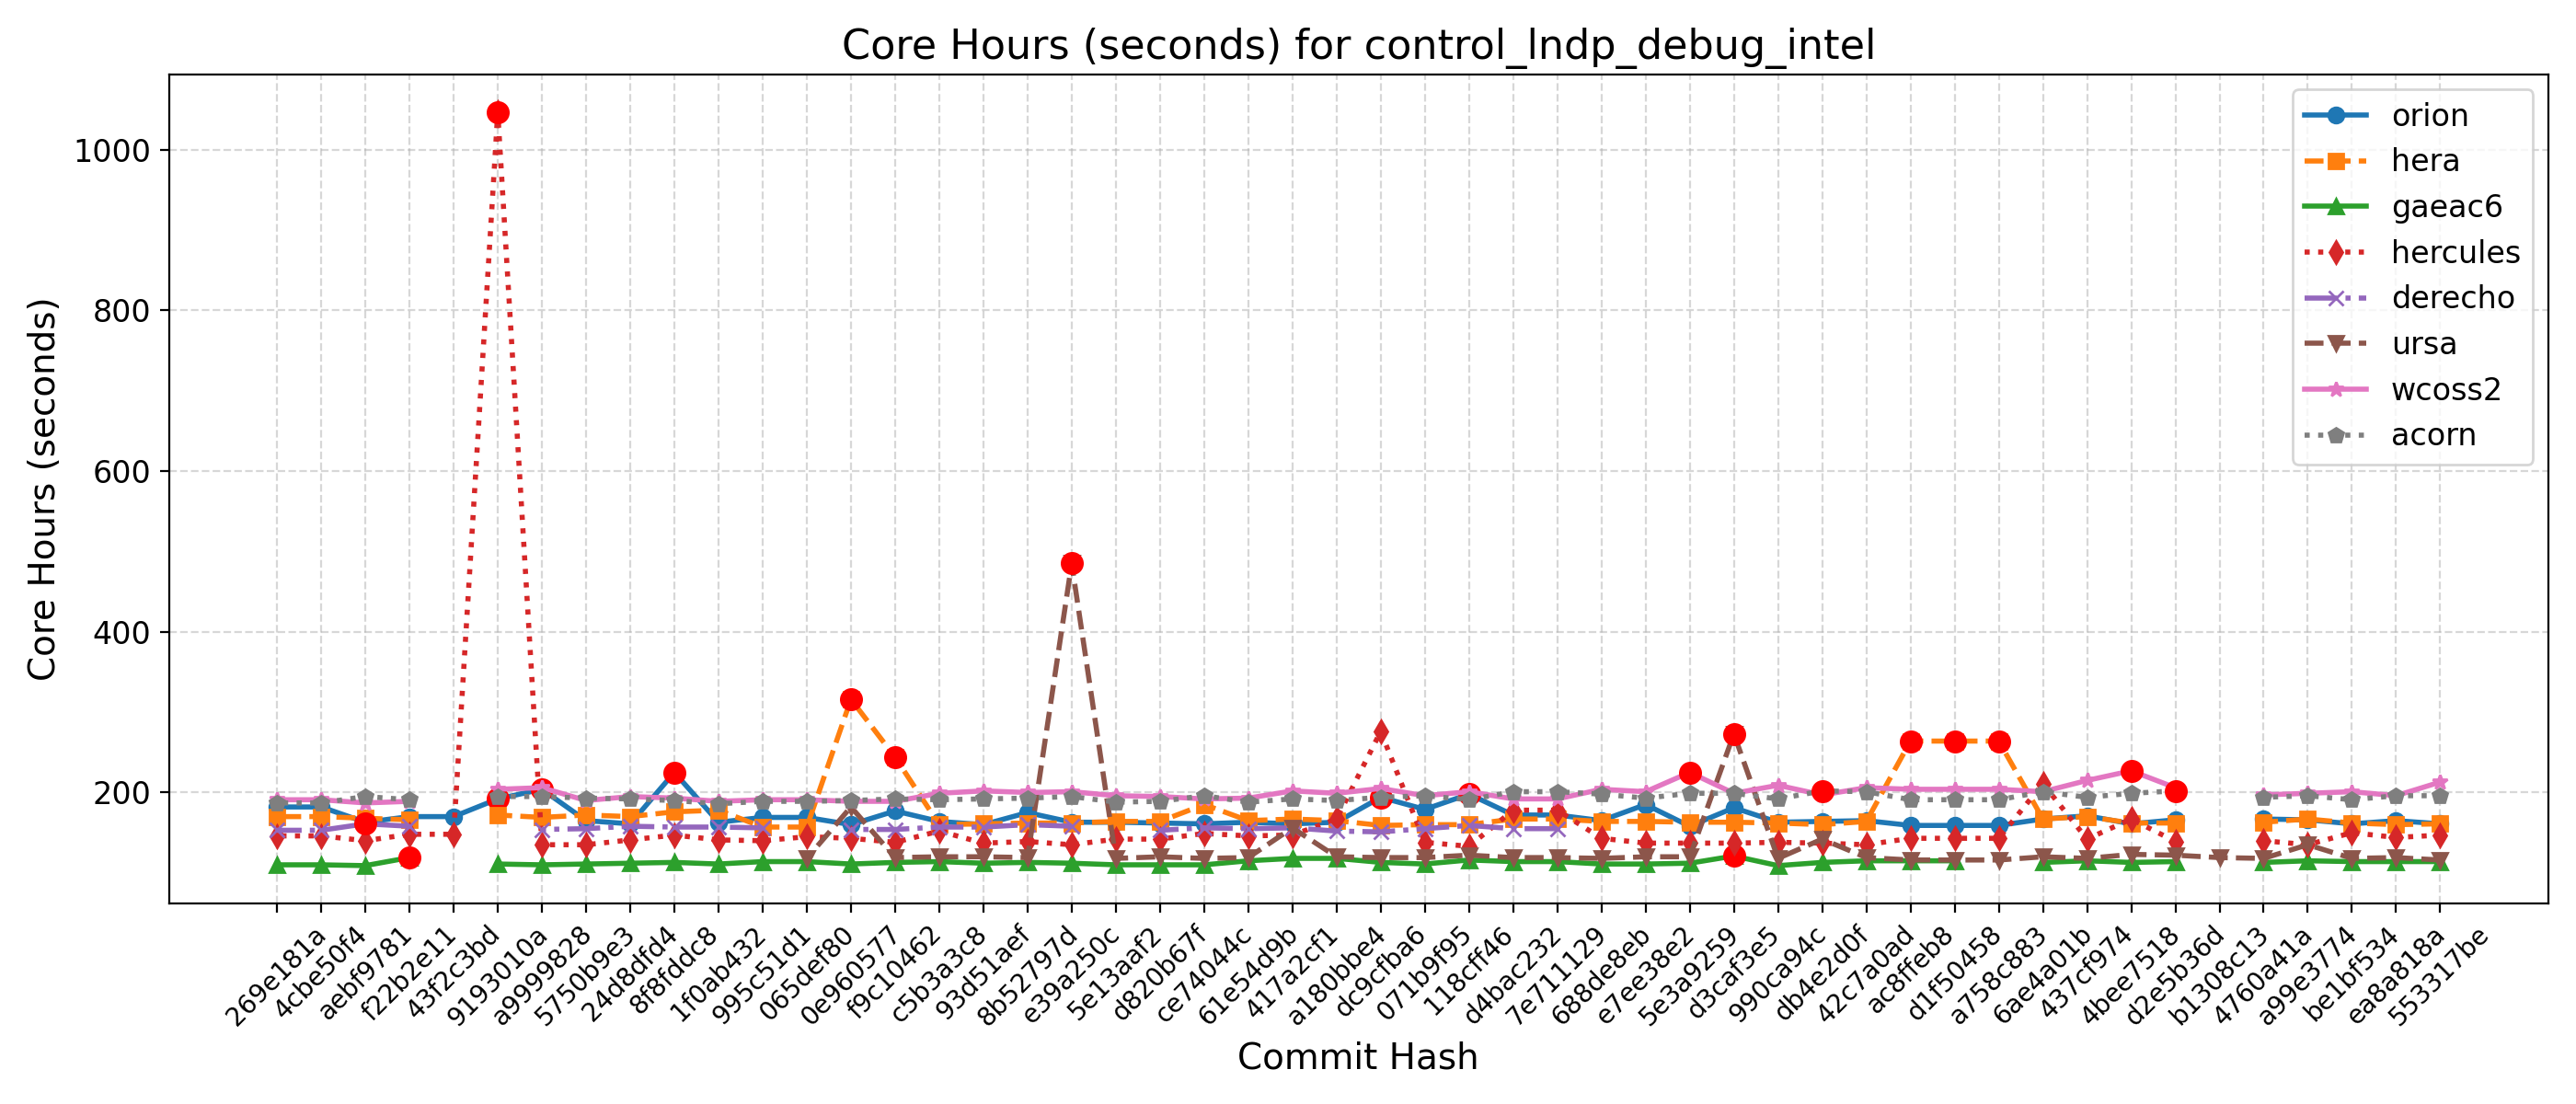 Core Hours (seconds) for control_lndp_debug_intel
Core Hours (seconds)
1000
800
600
400
200
orion
hera
gaeac6
hercules
derecho
ursa
wcoss2
acorn
269e181a
4cbe50f4
aebf9781
f22b2e11
43f2c3bd
9193010a
a9999828
5750b9e3
24d8dfd4
8f8fddc8
1f0ab432
995c51d1
065def80
0e960577
f9c10462
c5b3a3c8
93d51aef
8b52797d
e39a250c
5e13aaf2
d820b67f
ce74044c
61e54d9b
417a2cf1
a180bbe4
dc9cfba6
071b9f95
118cff46
d4bac232
7e711129
688de8eb
e7ee38e2
5e3a9259
d3caf3e5
990ca94c
db4e2d0f
42c7a0ad
ac8ffeb8
d1f50458
a758c883
6ae4a01b
437cf974
4bee7518
d2e5b36d
b1308c13
4760a41a
a99e3774
be1bf534
ea8a818a
553317be
Commit Hash